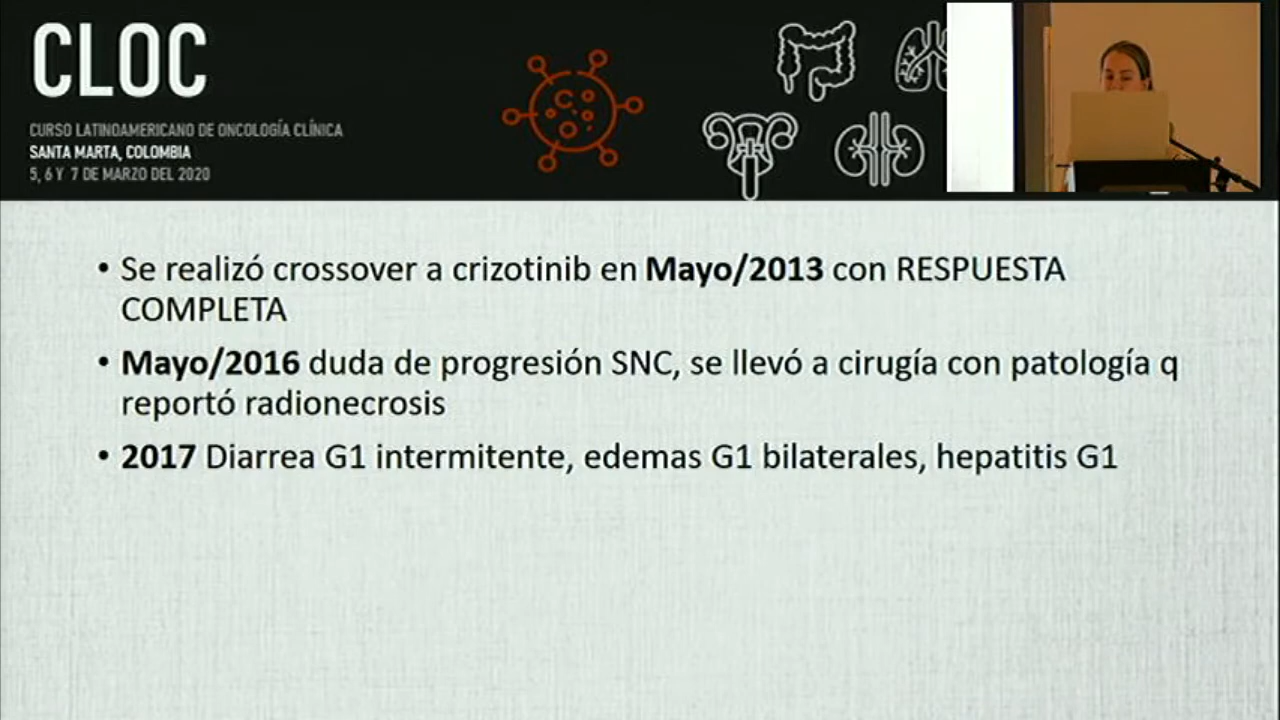 CLOC
CURSO LATINOAMERICANO DE ONCOLOGÍA CLÍNICA
SANTA MARTA, COLOMBIA
5, 6 Y 7 DE MARZO DEL 2020
• Se realizó crossover a crizotinib en Mayo/2013 con RESPUESTA
COMPLETA
• Mayo/2016 duda de progresión SNC, se llevó a cirugía con patología q
reportó radionecrosis
• 2017 Diarrea G1 intermitente, edemas G1 bilaterales, hepatitis G1